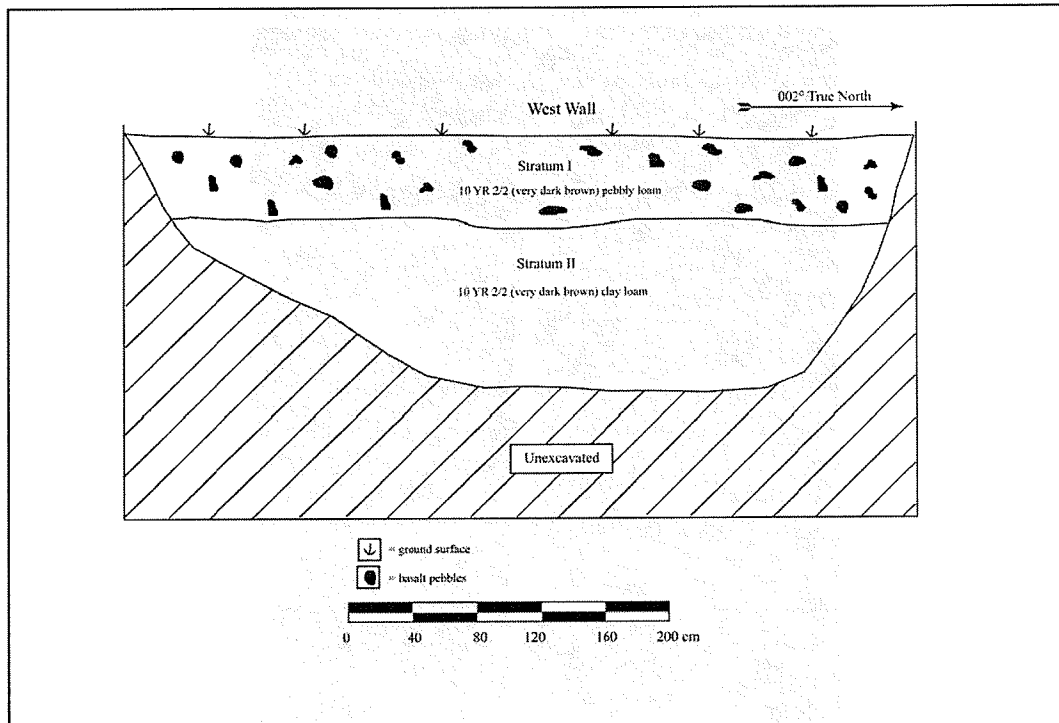 002° True North
West Wall
Stratum I
10 YR 2/2 (very dark brown) pebbly loam
Stratum II
10 YR 2/2 (very dark brown) clay loam
Unexcavated
= ground surface
= basalt pebbles
0 40 80 120 160 200 cm